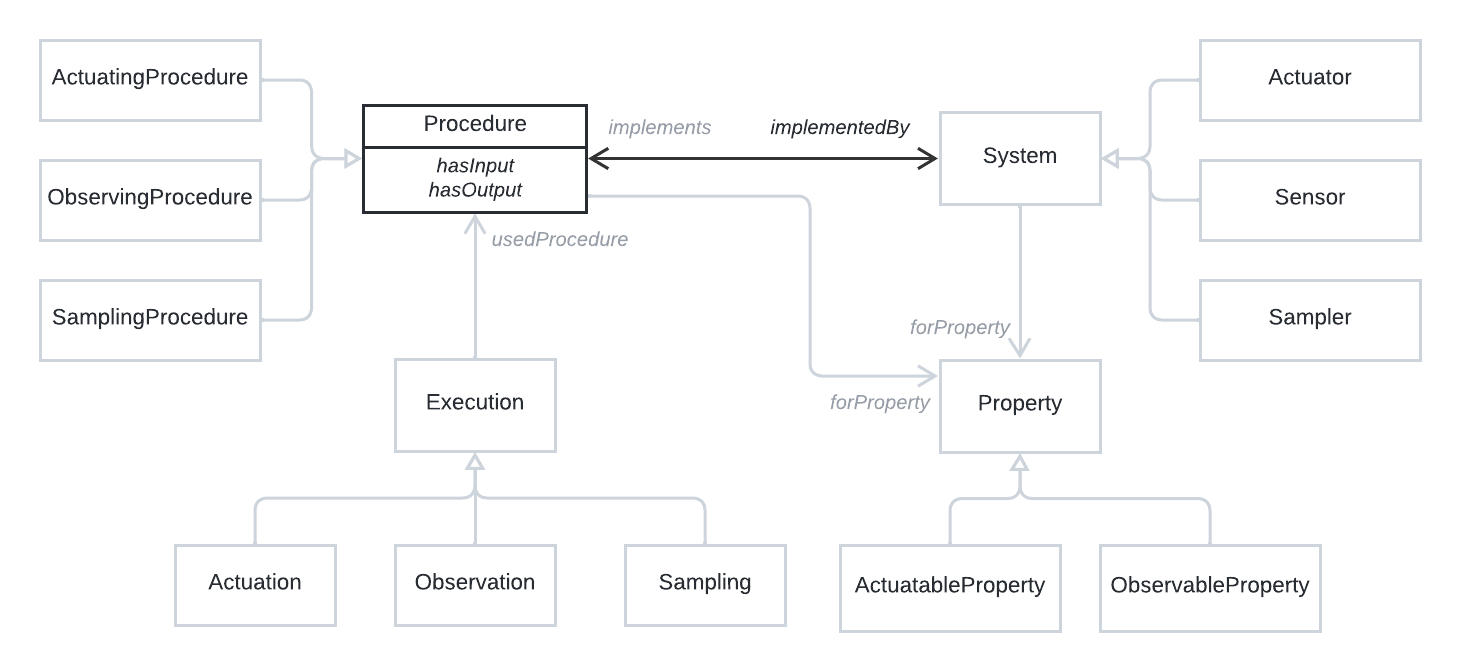 ActuatingProcedure
Actuator
Procedure
implements
implementedBy
System
hasInput
hasOutput
ObservingProcedure
Sensor
usedProcedure
SamplingProcedure
Sampler
forProperty
Execution
forProperty
Property
Actuation
Observation
Sampling
ActuatableProperty
ObservableProperty